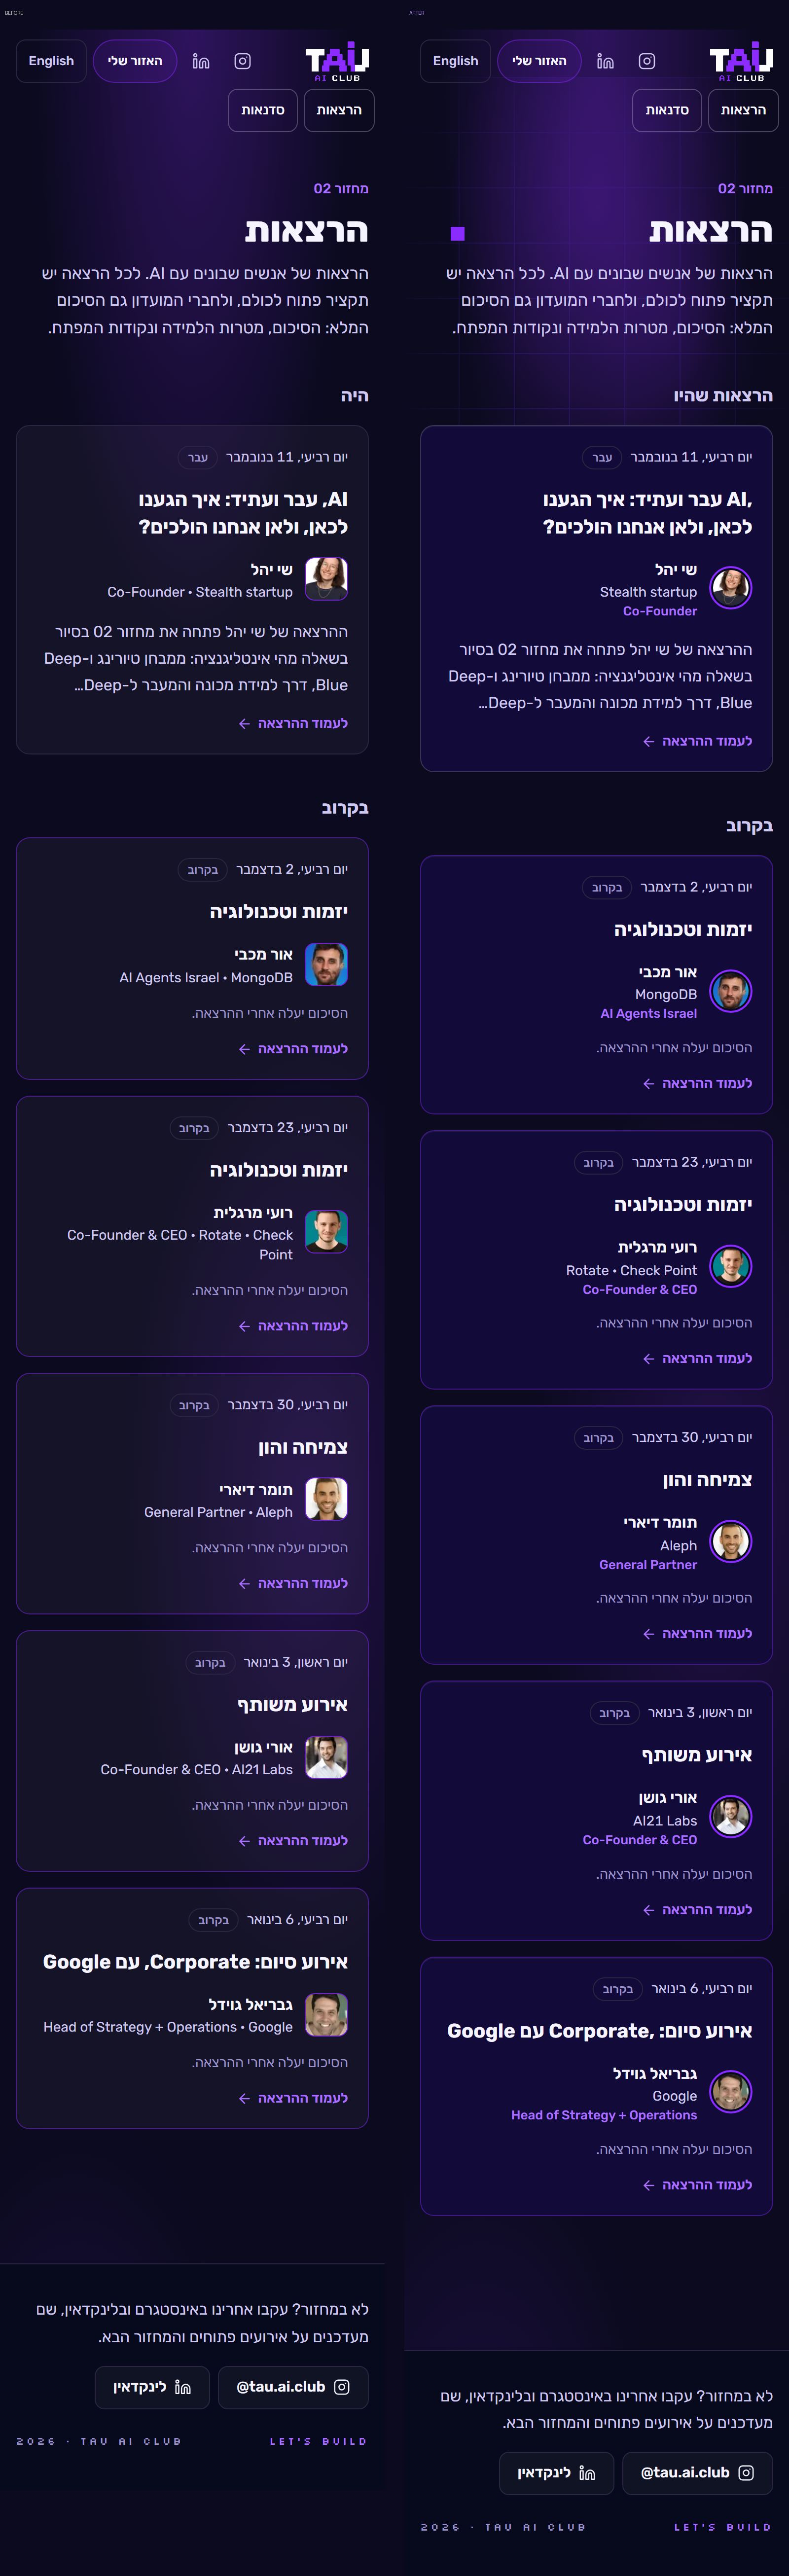 BEFORE
English
האזור שלי
TAU
AI CLUB
הרצאות
סדנאות
מחזור 02
הרצאות
הרצאות של אנשים שבונים עם AI. לכל הרצאה יש
תקציר פתוח לכולם, ולחברי המועדון גם הסיכום
המלא: הסיכום, מטרות הלמידה ונקודות המפתח.
היה
יום רביעי, 11 בנובמבר
עבר
AI, עבר ועתיד: איך הגענו
לכאן, ולאן אנחנו הולכים?
שי יהל
Co-Founder • Stealth startup
ההרצאה של שי יהל פתחה את מחזור 02 בסיור
בשאלה מהי אינטליגנציה: ממבחן טיורינג ו-Deep
Blue, דרך למידת מכונה והמעבר ל-Deep…
לעמוד ההרצאה ←
בקרוב
יום רביעי, 2 בדצמבר
בקרוב
יזמות וטכנולוגיה
אור מכבי
AI Agents Israel • MongoDB
הסיכום יעלה אחרי ההרצאה.
לעמוד ההרצאה ←
יום רביעי, 23 בדצמבר
בקרוב
יזמות וטכנולוגיה
רועי מרגלית
Co-Founder & CEO • Rotate • Check
Point
הסיכום יעלה אחרי ההרצאה.
לעמוד ההרצאה ←
יום רביעי, 30 בדצמבר
בקרוב
צמיחה והון
תומר דיארי
General Partner • Aleph
הסיכום יעלה אחרי ההרצאה.
לעמוד ההרצאה ←
יום ראשון, 3 בינואר
בקרוב
אירוע משותף
אורי גושן
Co-Founder & CEO • AI21 Labs
הסיכום יעלה אחרי ההרצאה.
לעמוד ההרצאה ←
יום רביעי, 6 בינואר
בקרוב
אירוע סיום: Corporate, עם Google
גבריאל גוידל
Head of Strategy + Operations • Google
הסיכום יעלה אחרי ההרצאה.
לעמוד ההרצאה ←
לא במחזור? עקבו אחרינו באינסטגרם ובלינקדאין, שם
מעדכנים על אירועים פתוחים והמחזור הבא.
@tau.ai.club
לינקדאין
LET'S BUILD
2026 · TAU AI CLUB
AFTER
English
האזור שלי
TAU
AI CLUB
הרצאות
סדנאות
מחזור 02
הרצאות
הרצאות של אנשים שבונים עם AI. לכל הרצאה יש
תקציר פתוח לכולם, ולחברי המועדון גם הסיכום
המלא: הסיכום, מטרות הלמידה ונקודות המפתח.
הרצאות שהיו
יום רביעי, 11 בנובמבר
עבר
AI, עבר ועתיד: איך הגענו
לכאן, ולאן אנחנו הולכים?
שי יהל
Stealth startup
Co-Founder
ההרצאה של שי יהל פתחה את מחזור 02 בסיור
בשאלה מהי אינטליגנציה: ממבחן טיורינג ו-Deep
Blue, דרך למידת מכונה והמעבר ל-Deep…
לעמוד ההרצאה ←
בקרוב
יום רביעי, 2 בדצמבר
בקרוב
יזמות וטכנולוגיה
אור מכבי
MongoDB
AI Agents Israel
הסיכום יעלה אחרי ההרצאה.
לעמוד ההרצאה ←
יום רביעי, 23 בדצמבר
בקרוב
יזמות וטכנולוגיה
רועי מרגלית
Rotate • Check Point
Co-Founder & CEO
הסיכום יעלה אחרי ההרצאה.
לעמוד ההרצאה ←
יום רביעי, 30 בדצמבר
בקרוב
צמיחה והון
תומר דיארי
Aleph
General Partner
הסיכום יעלה אחרי ההרצאה.
לעמוד ההרצאה ←
יום ראשון, 3 בינואר
בקרוב
אירוע משותף
אורי גושן
AI21 Labs
Co-Founder & CEO
הסיכום יעלה אחרי ההרצאה.
לעמוד ההרצאה ←
יום רביעי, 6 בינואר
בקרוב
אירוע סיום: Corporate, עם Google
גבריאל גוידל
Google
Head of Strategy + Operations
הסיכום יעלה אחרי ההרצאה.
לעמוד ההרצאה ←
לא במחזור? עקבו אחרינו באינסטגרם ובלינקדאין, שם
מעדכנים על אירועים פתוחים והמחזור הבא.
@tau.ai.club
לינקדאין
LET'S BUILD
2026 · TAU AI CLUB